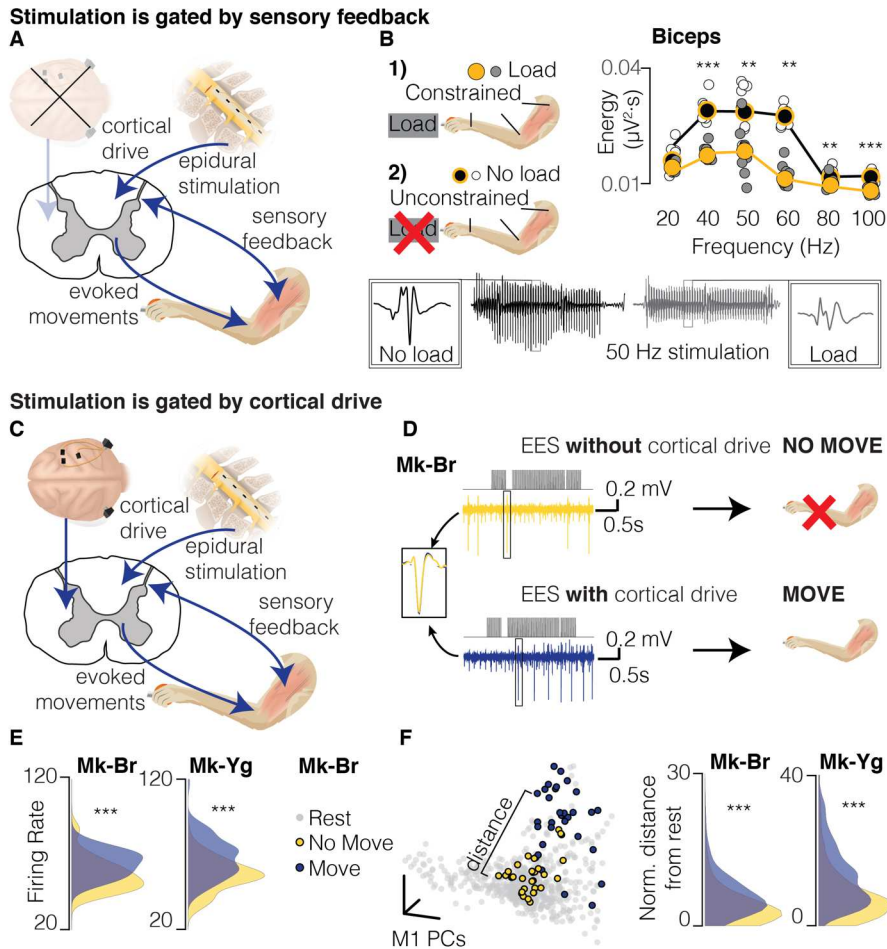 Stimulation is gated by sensory feedback
A
cortical
drive
epidural
stimulation
sensory
feedback
evoked
movements
B
1)
Load
Constrained
Load
2)
No load
Unconstrained
Load
Biceps
Energy
(µV²·s)
0.04
0.01
***
**
**
**
***
20
40
50
60
80
100
Frequency (Hz)
No load
50 Hz stimulation
Load
Stimulation is gated by cortical drive
C
cortical
drive
epidural
stimulation
sensory
feedback
evoked
movements
D
EES without cortical drive NO MOVE
Mk-Br
0.2 mV
0.5s
EES with cortical drive MOVE
0.2 mV
0.5s
E
Mk-Br
Mk-Yg
Firing Rate
120
20
***
120
20
***
Mk-Br
Rest
No Move
Move
F
distance
M1 PCs
Mk-Br
Mk-Yg
Norm. distance
from rest
30
0
***
40
0
***